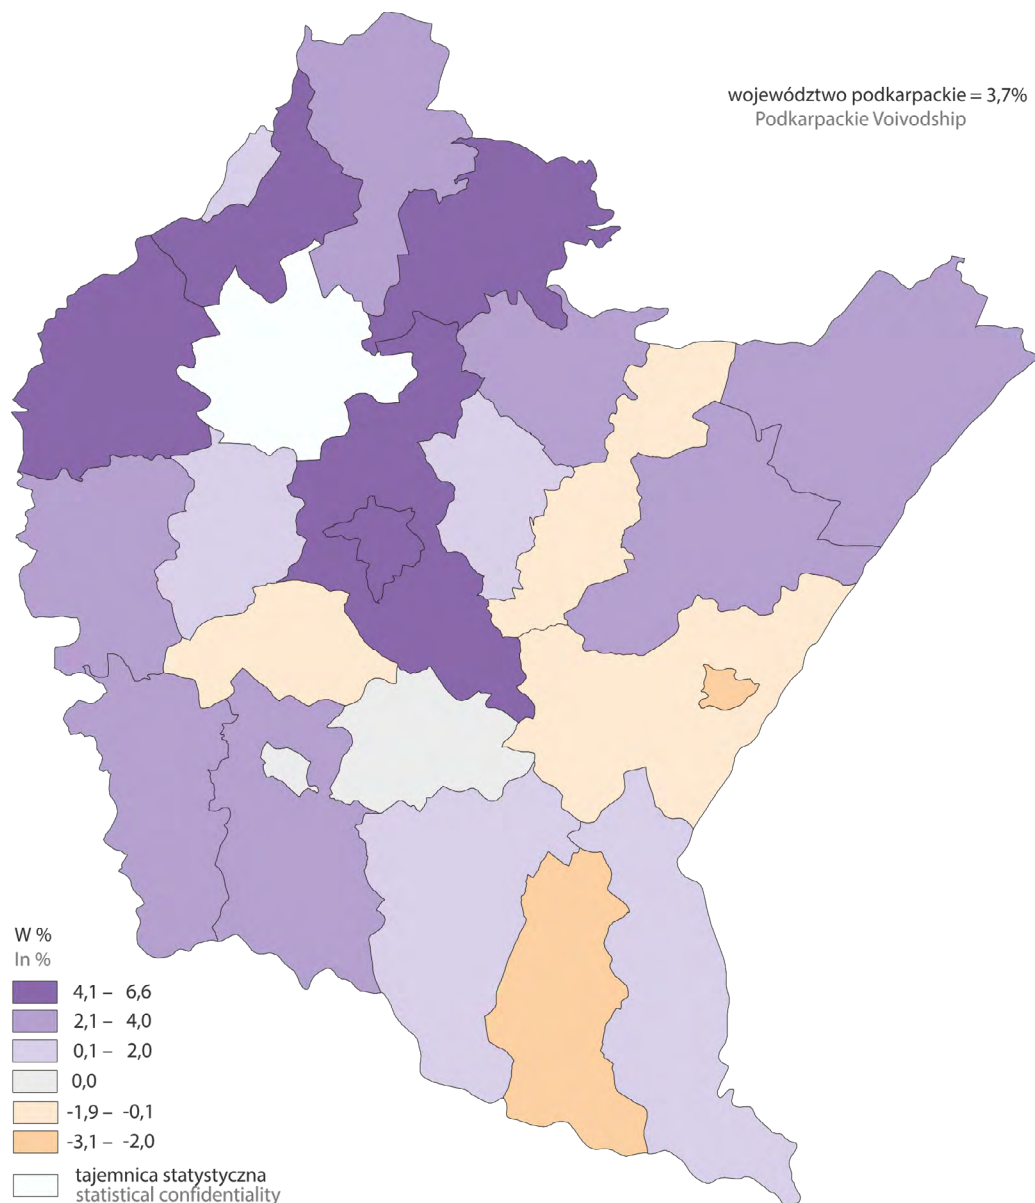 województwo podkarpackie = 3,7%
Podkarpackie Voivodship
W %
In %
4,1 – 6,6
2,1 – 4,0
0,1 – 2,0
0,0
-1,9 – -0,1
-3,1 – -2,0
tajemnica statystyczna
statistical confidentiality